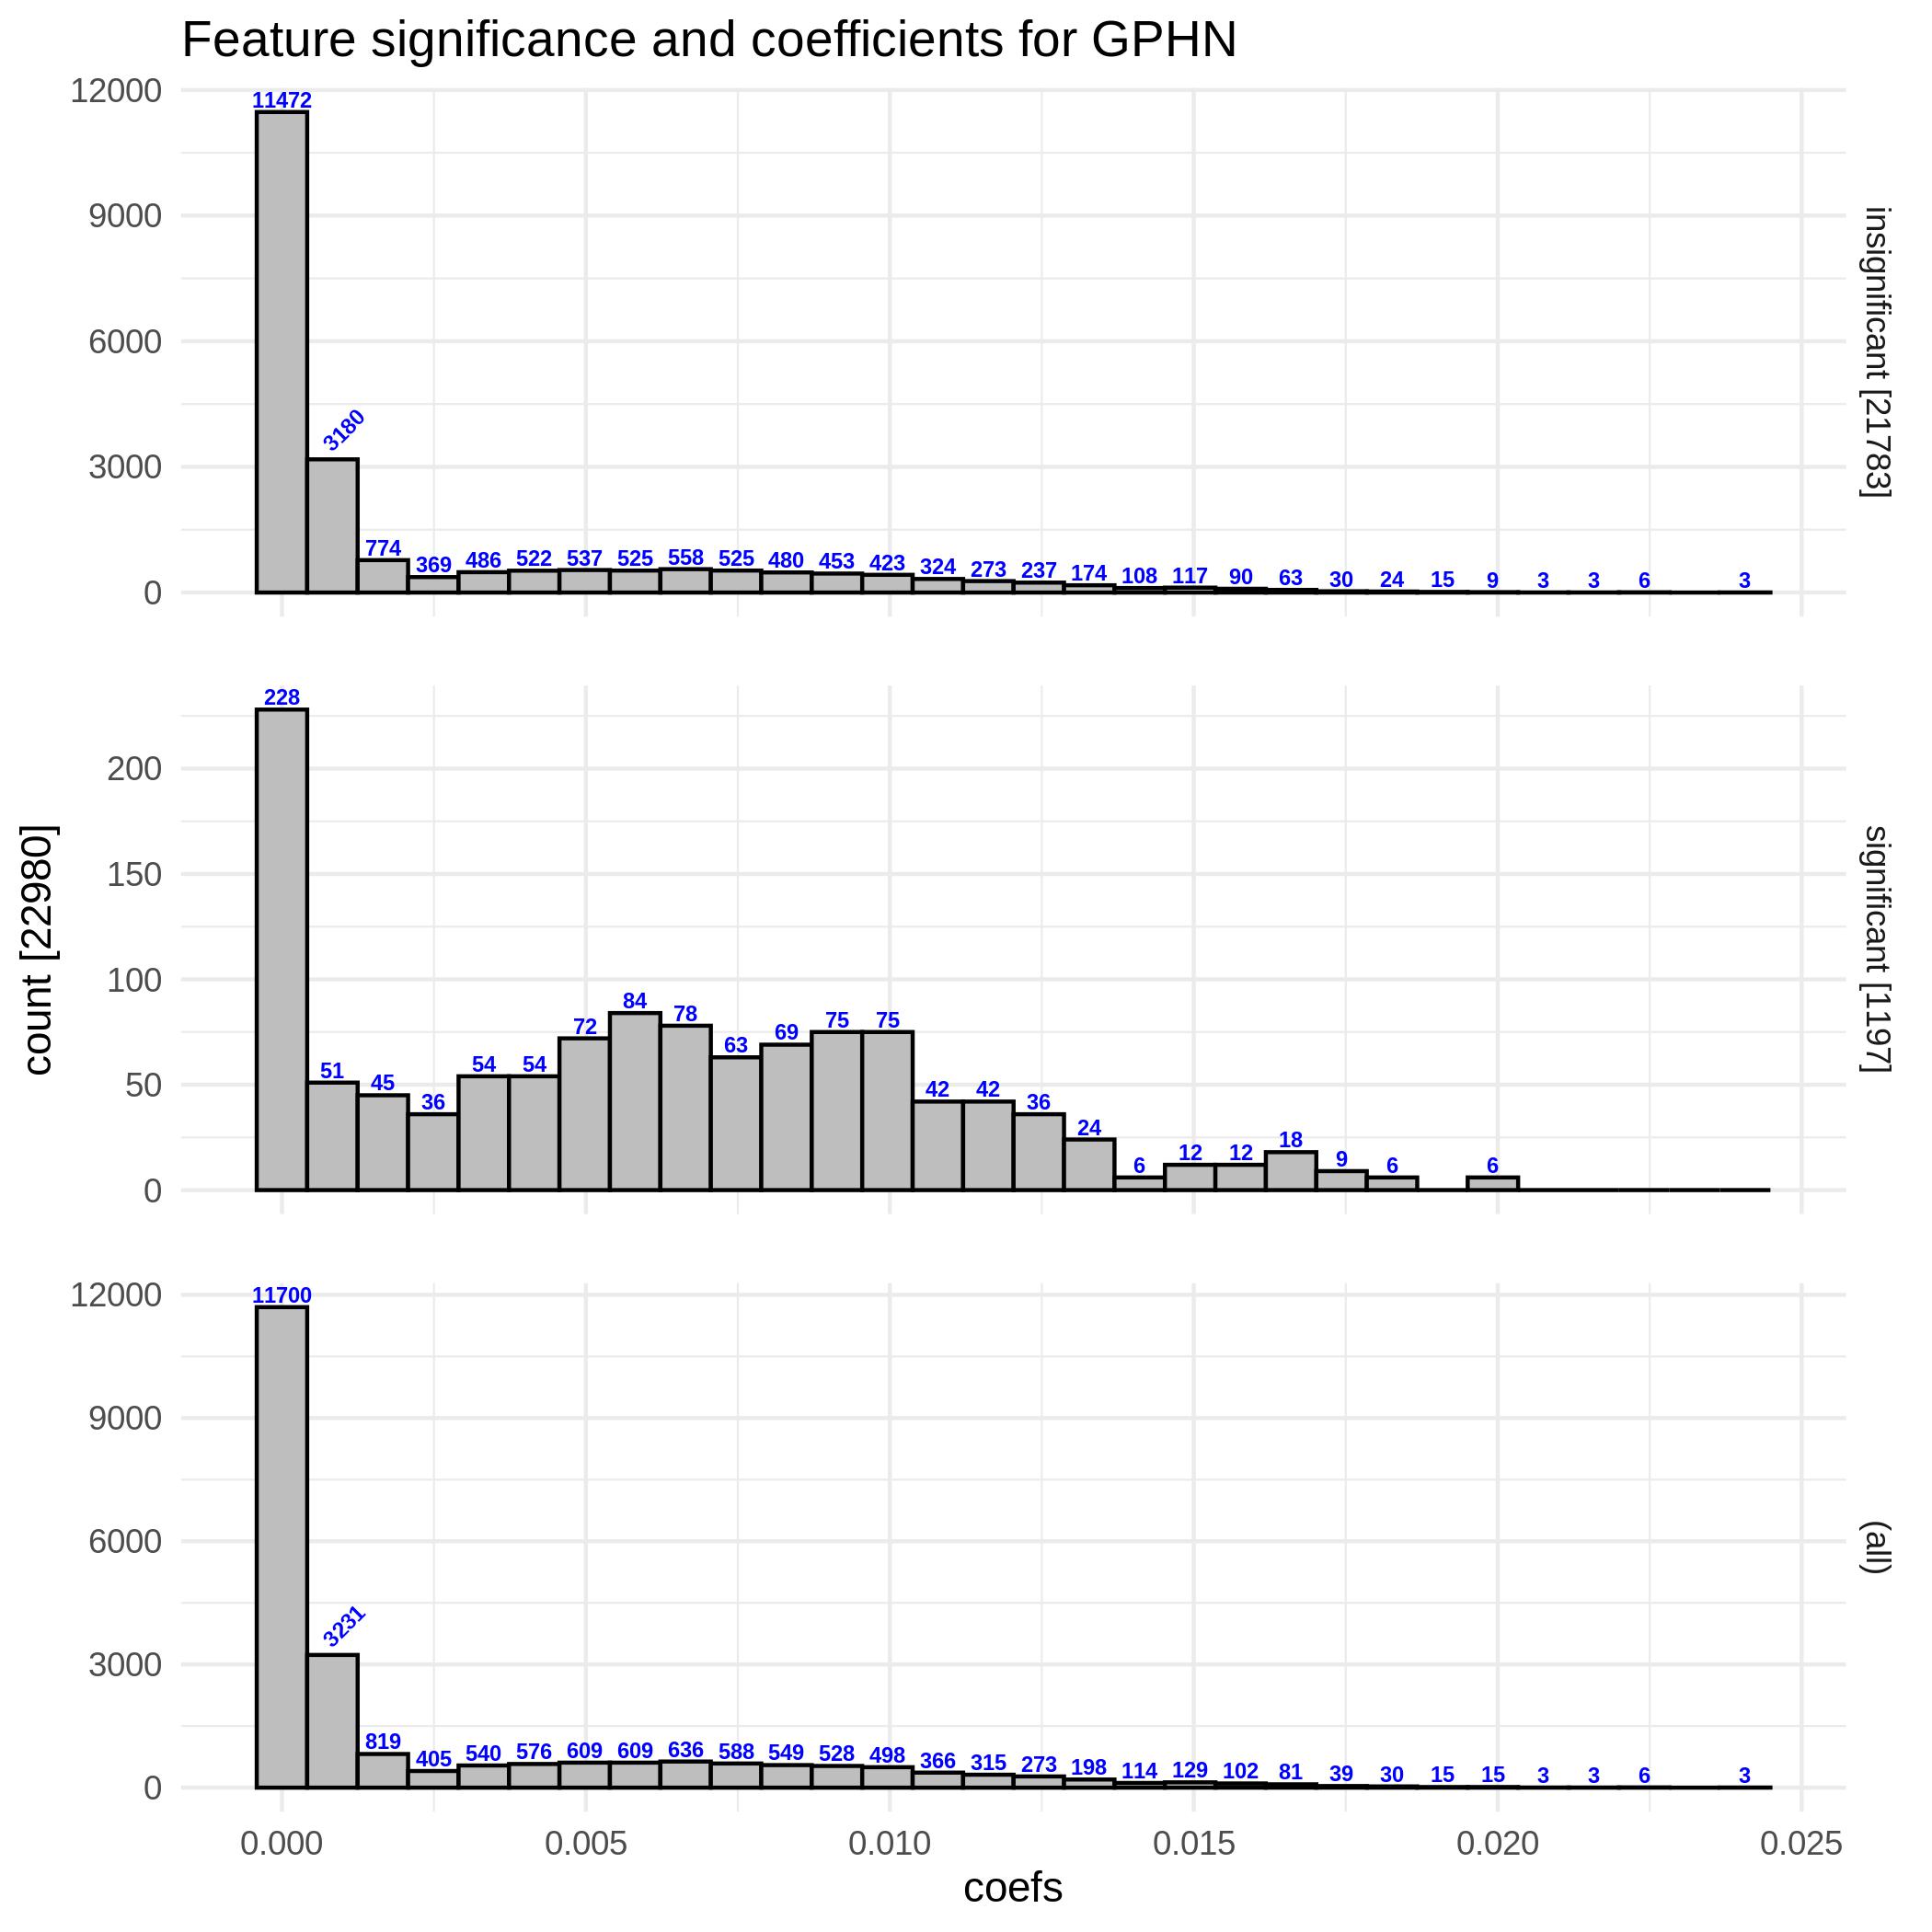 Feature significance and coefficients for GPHN
12000
11472
9000
6000
3180
3000
774 369 486 522 537 525 558 525 480 453 423 324 273 237 174 108 117 90 63 30 24 15 9 3 3 6 3
0
insignificant [21783]
228
200
150
100
84
72 78 63 69 75 75
50
51 45 36 54 54 42 42 36
24
6 12 12 18 9 6 6
0
significant [1197]
count [22980]
12000
11700
9000
6000
3231
3000
819 405 540 576 609 609 636 588 549 528 498 366 315 273 198 114 129 102 81 39 30 15 15 3 3 6 3
0
(all)
0.000 0.005 0.010 0.015 0.020 0.025
coefs